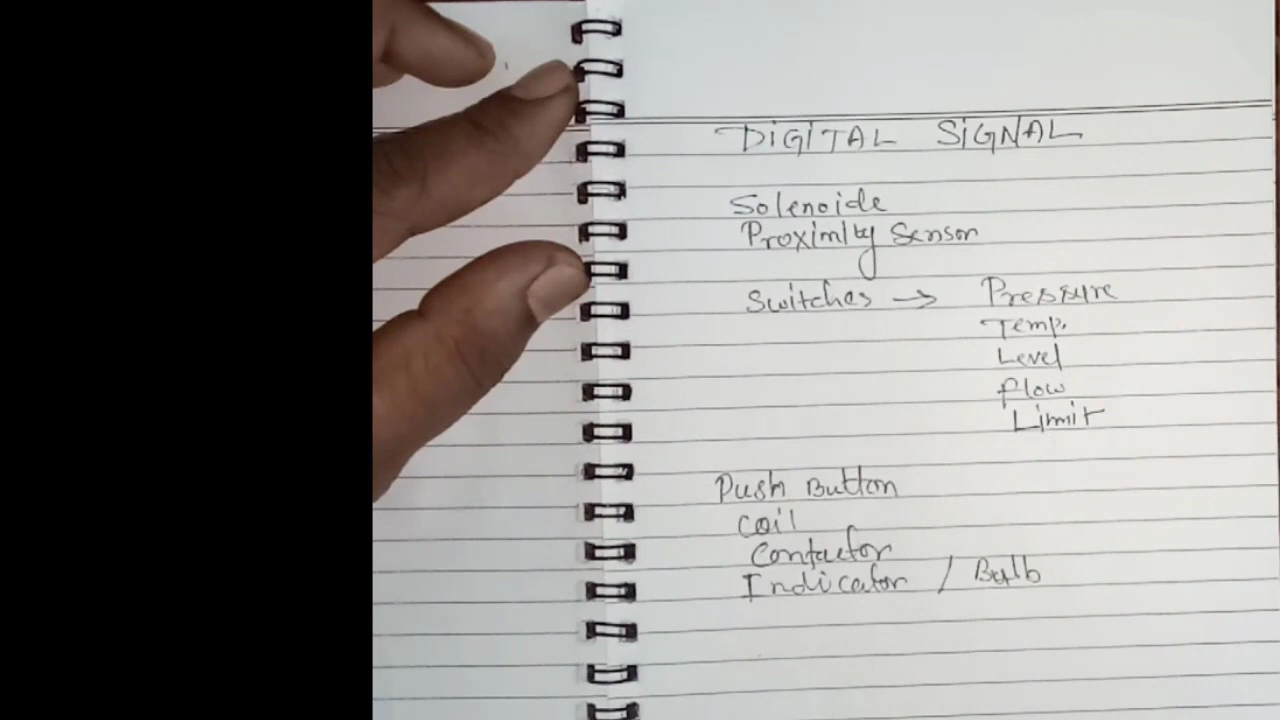 DIGITAL SIGNAL
Solenoide
Proximity Sensor
Switches → Pressure
Temp.
Level
flow
Limit
Push Button
Coil
Contactor
Indicator / Bulb